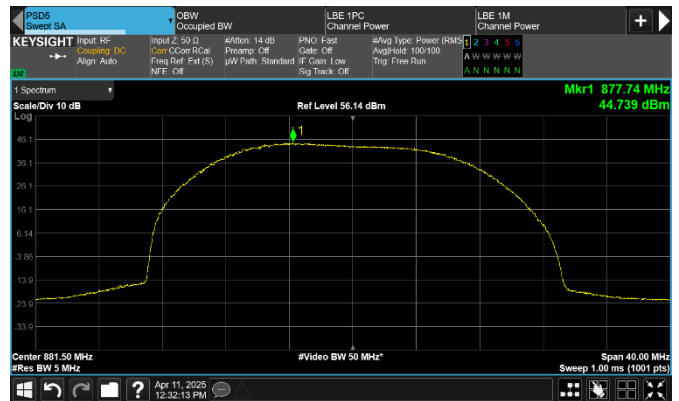 PSD5
Swept SA
OBW
Occupied BW
LBE 1PC
Channel Power
LBE 1M
Channel Power
KEYSIGHT
Input: RF
Coupling: DC
Align: Auto
Input Z: 50 Ω
Corr CCorr RCal
Freq Ref: Ext (S)
NFE: Off
#Atten: 14 dB
Preamp: Off
µW Path: Standard
PNO: Fast
Gate: Off
IF Gain: Low
Sig Track: Off
#Avg Type: Power (RMS)
Avg|Hold: 100/100
Trig: Free Run
1 2 3 4 5 6
A W W W W W
A N N N N N
LXI
1 Spectrum
Scale/Div 10 dB
Log
Ref Level 56.14 dBm
Mkr1 877.74 MHz
44.739 dBm
1
46.1
36.1
26.1
16.1
6.14
-3.86
-13.9
-23.9
-33.9
Center 881.50 MHz
#Res BW 5 MHz
#Video BW 50 MHz*
Span 40.00 MHz
Sweep 1.00 ms (1001 pts)
?
Apr 11, 2025
12:32:13 PM